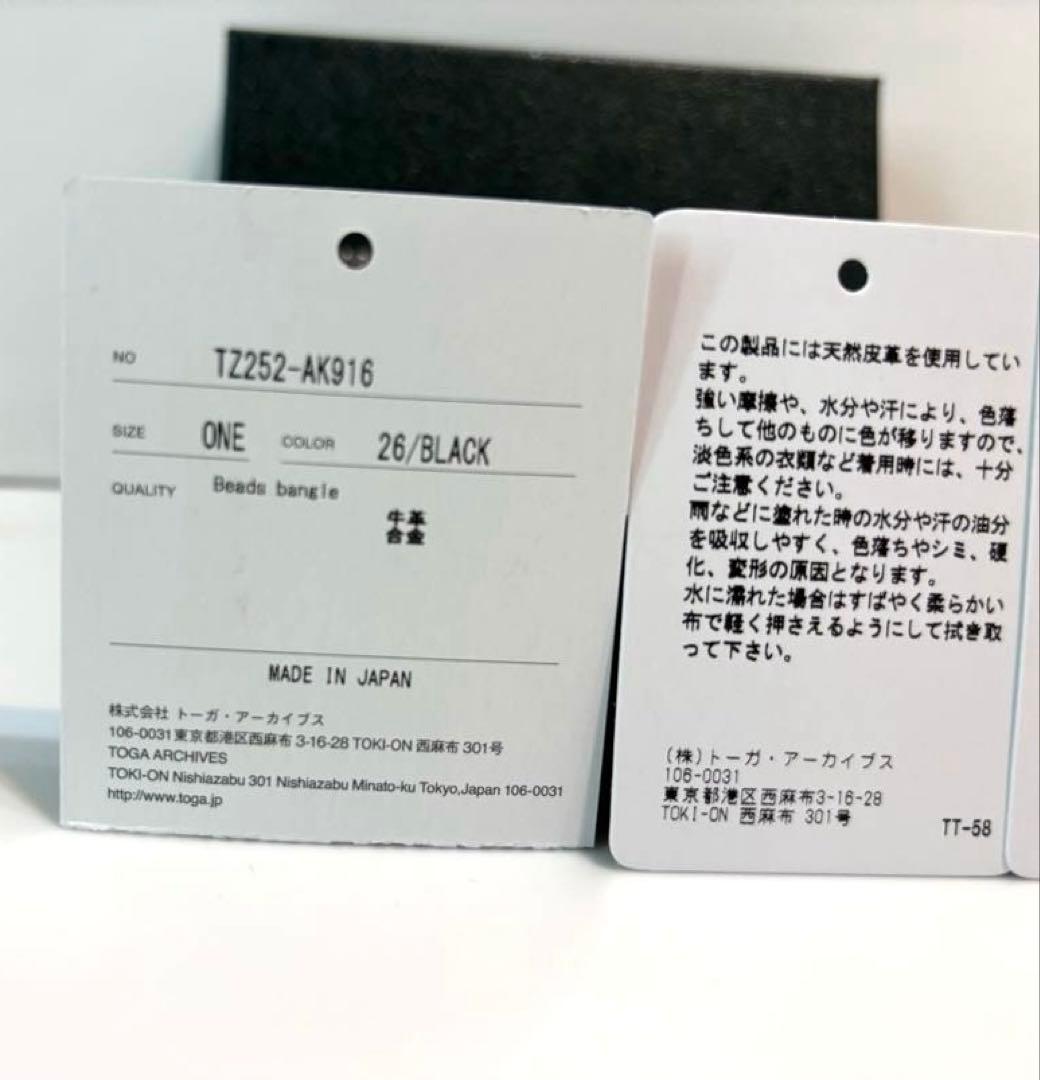 NO TZ252-AK916
SIZE ONE COLOR 26/BLACK
QUALITY Beads bangle
牛革
合金
MADE IN JAPAN
株式会社 トーガ・アーカイブス
106-0031東京都港区西麻布3-16-28 TOKI-ON 西麻布 301号
TOGA ARCHIVES
TOKI-ON Nishiazabu 301 Nishiazabu Minato-ku Tokyo,Japan 106-0031
http://www.toga.jp
この製品には天然皮革を使用してい
ます。
強い摩擦や、水分や汗により、色落
ちして他のものに色が移りますので、
淡色系の衣類など着用時には、十分
ご注意ください。
雨などに塗れた時の水分や汗の油分
を吸収しやすく、色落ちやシミ、硬
化、変形の原因となります。
水に濡れた場合はすばやく柔らかい
布で軽く押さえるようにして拭き取
って下さい。
(株)トーガ・アーカイブス
106-0031
東京都港区西麻布3-16-28
TOKI-ON 西麻布 301号
TT-58